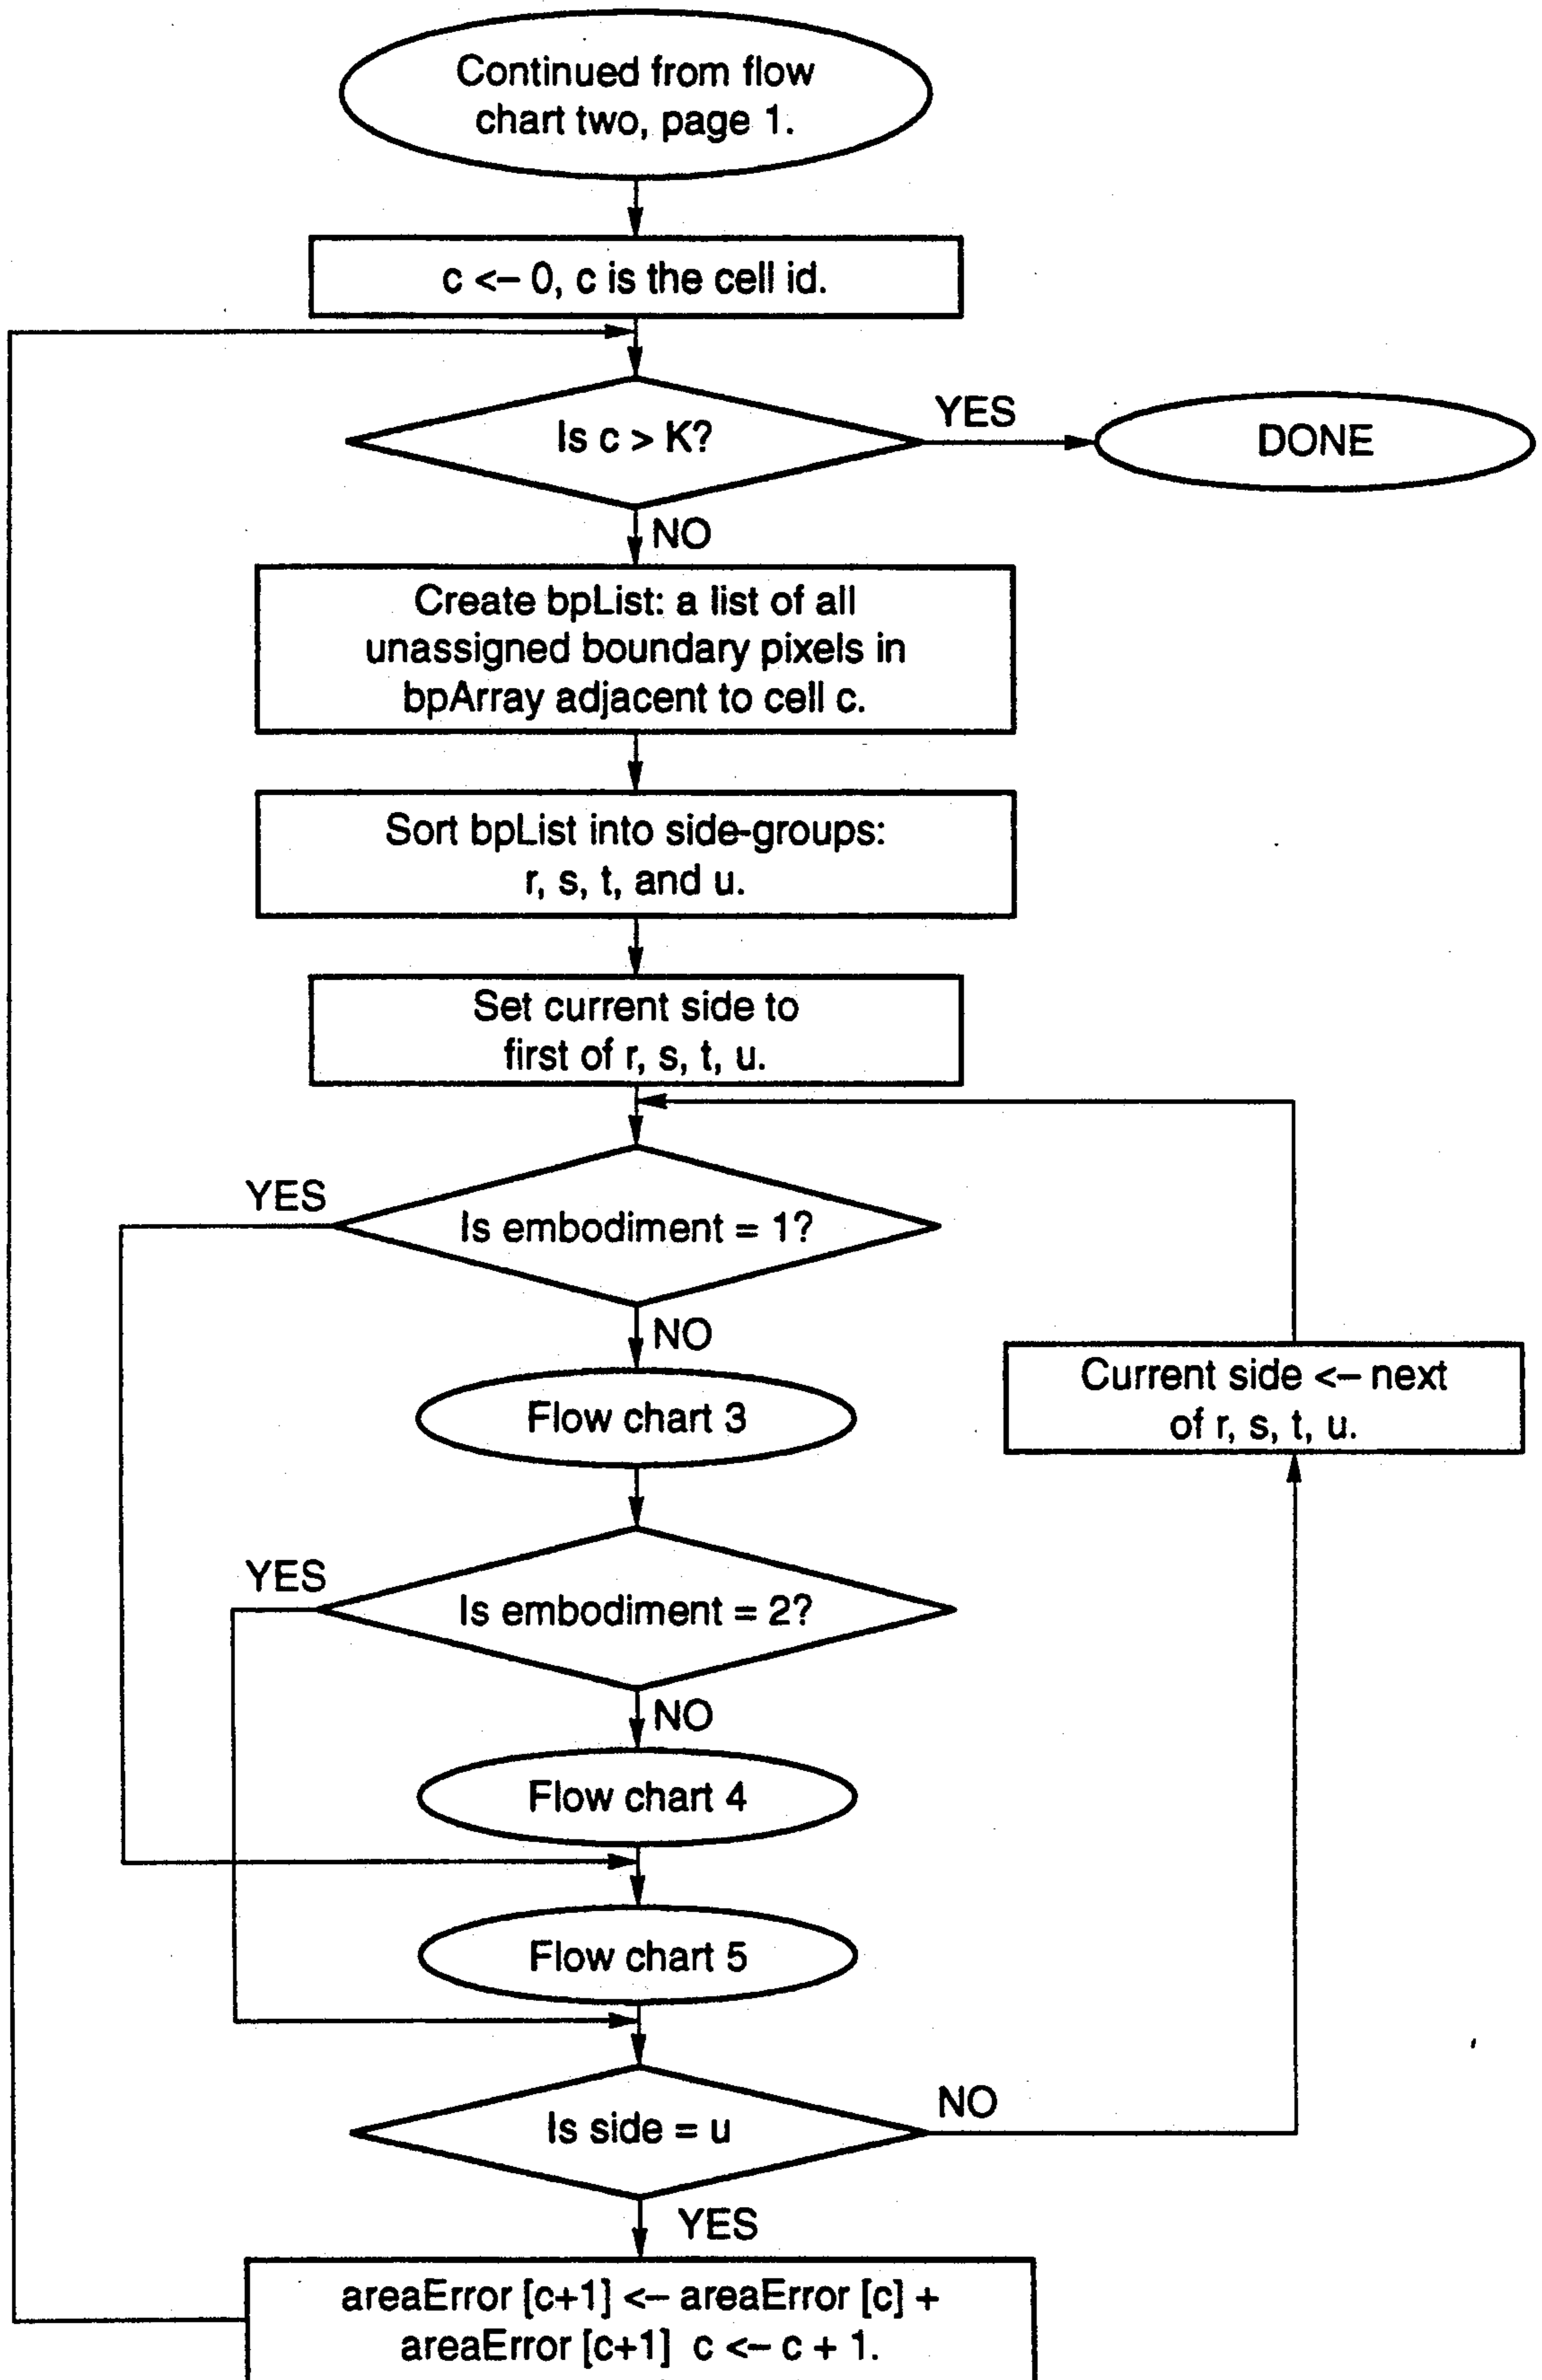 Continued from flow
chart two, page 1.
c <– 0, c is the cell id.
Is c > K?
YES
DONE
NO
Create bpList: a list of all
unassigned boundary pixels in
bpArray adjacent to cell c.
Sort bpList into side-groups:
r, s, t, and u.
Set current side to
first of r, s, t, u.
YES
Is embodiment = 1?
NO
Flow chart 3
Current side <– next
of r, s, t, u.
YES
Is embodiment = 2?
NO
Flow chart 4
Flow chart 5
Is side = u
NO
YES
areaError [c+1] <– areaError [c] +
areaError [c+1] c <– c + 1.